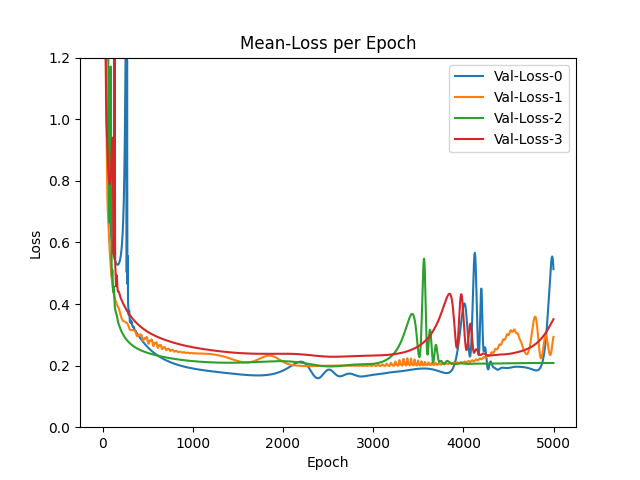 Mean-Loss per Epoch
Loss
1.2
1.0
0.8
0.6
0.4
0.2
0.0
Val-Loss-0
Val-Loss-1
Val-Loss-2
Val-Loss-3
0 1000 2000 3000 4000 5000
Epoch